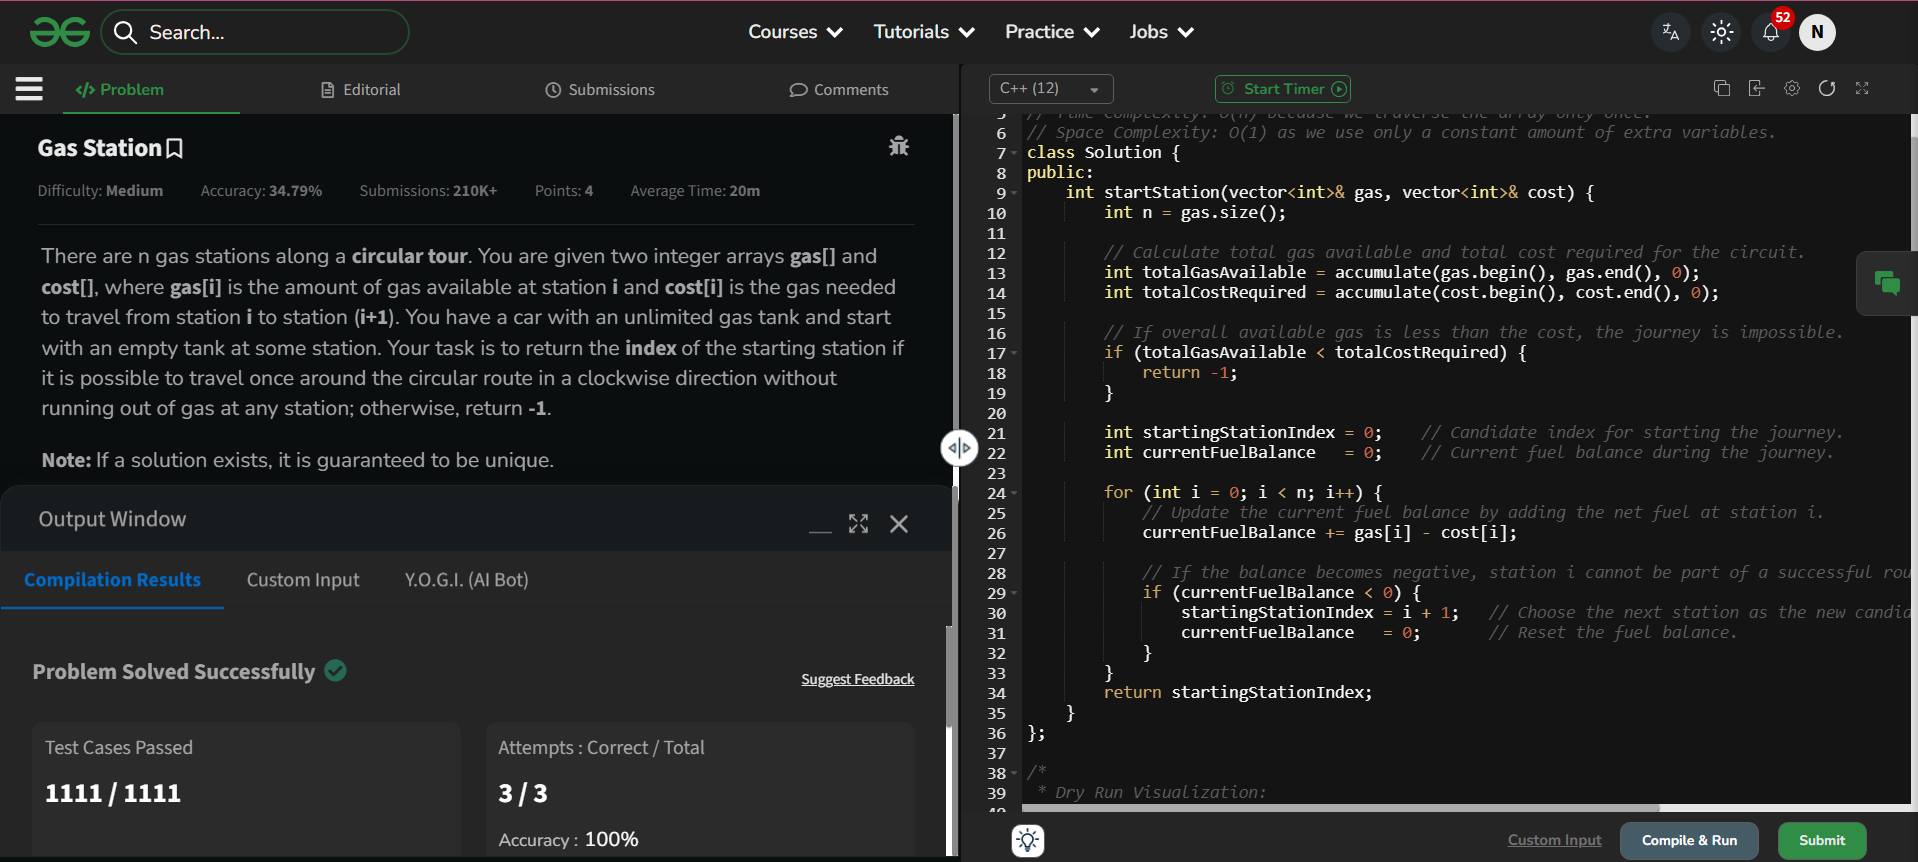 Search...
Courses
Tutorials
Practice
Jobs
52
N
</> Problem
Editorial
Submissions
Comments
Gas Station
Difficulty: Medium Accuracy: 34.79% Submissions: 210K+ Points: 4 Average Time: 20m
There are n gas stations along a circular tour. You are given two integer arrays gas[] and
cost[], where gas[i] is the amount of gas available at station i and cost[i] is the gas needed
to travel from station i to station (i+1). You have a car with an unlimited gas tank and start
with an empty tank at some station. Your task is to return the index of the starting station if
it is possible to travel once around the circular route in a clockwise direction without
running out of gas at any station; otherwise, return -1.
Note: If a solution exists, it is guaranteed to be unique.
Output Window
Compilation Results Custom Input Y.O.G.I. (AI Bot)
Problem Solved Successfully
Suggest Feedback
Test Cases Passed
1111 / 1111
Attempts : Correct / Total
3 / 3
Accuracy : 100%
C++ (12)
Start Timer
5 // Time Complexity: O(n) because we traverse the array only once.
6 // Space Complexity: O(1) as we use only a constant amount of extra variables.
7 class Solution {
8 public:
9 int startStation(vector<int>& gas, vector<int>& cost) {
10 int n = gas.size();
11
12 // Calculate total gas available and total cost required for the circuit.
13 int totalGasAvailable = accumulate(gas.begin(), gas.end(), 0);
14 int totalCostRequired = accumulate(cost.begin(), cost.end(), 0);
15
16 // If overall available gas is less than the cost, the journey is impossible.
17 if (totalGasAvailable < totalCostRequired) {
18 return -1;
19 }
20
21 int startingStationIndex = 0; // Candidate index for starting the journey.
22 int currentFuelBalance = 0; // Current fuel balance during the journey.
23
24 for (int i = 0; i < n; i++) {
25 // Update the current fuel balance by adding the net fuel at station i.
26 currentFuelBalance += gas[i] - cost[i];
27
28 // If the balance becomes negative, station i cannot be part of a successful rou
29 if (currentFuelBalance < 0) {
30 startingStationIndex = i + 1; // Choose the next station as the new candia
31 currentFuelBalance = 0; // Reset the fuel balance.
32 }
33 }
34 return startingStationIndex;
35 }
36 };
37
38 /*
39 * Dry Run Visualization:
Custom Input
Compile & Run
Submit